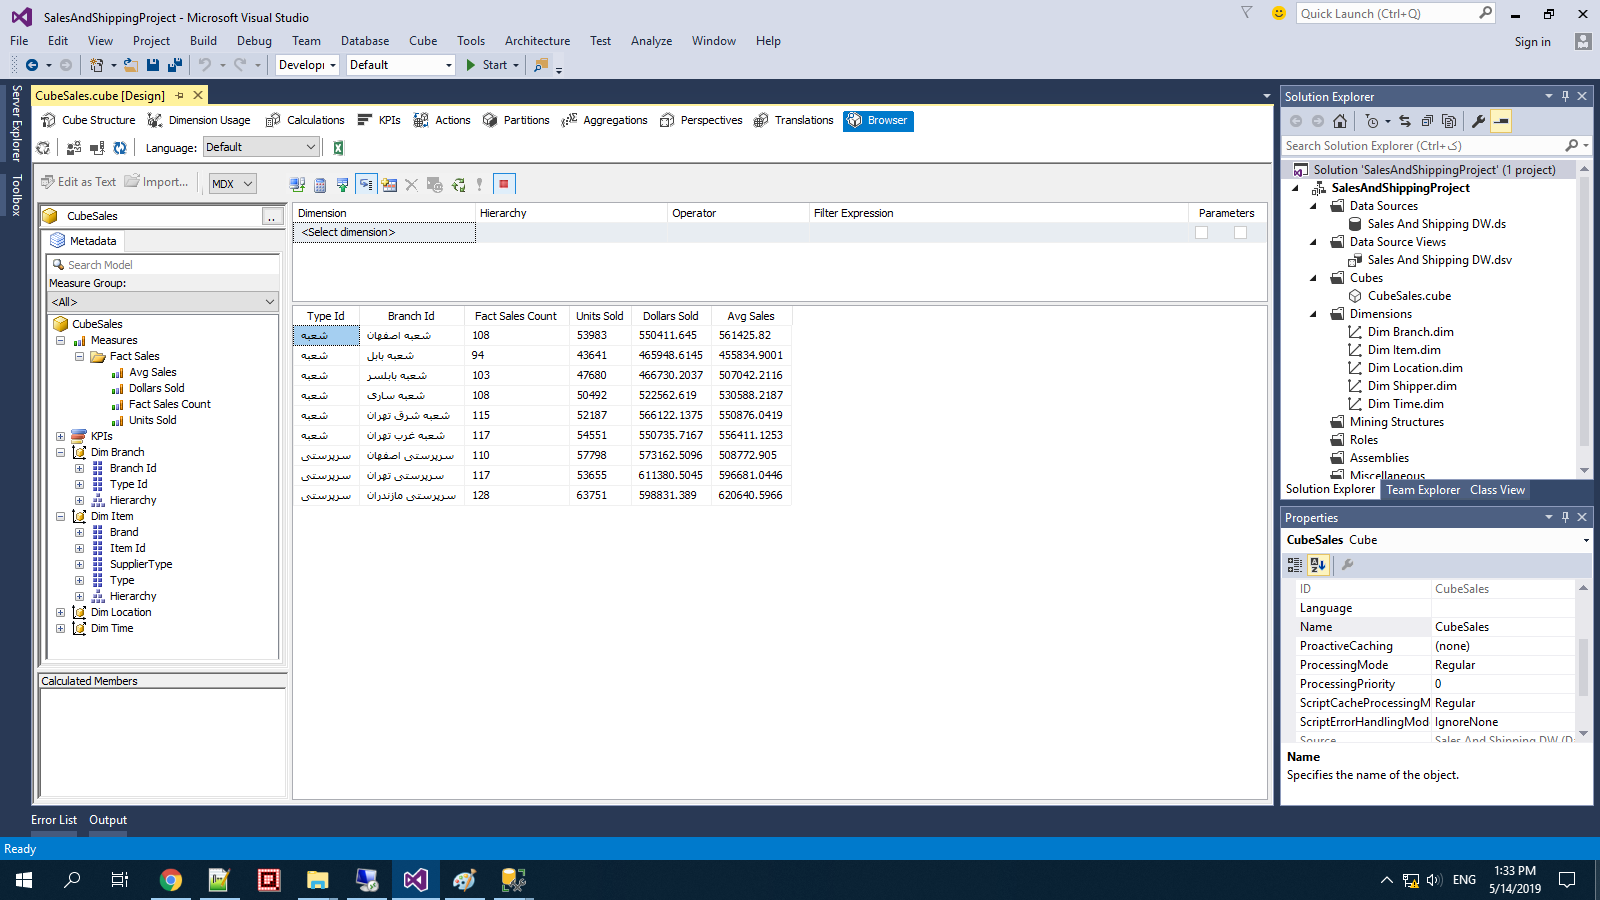 SalesAndShippingProject - Microsoft Visual Studio
Quick Launch (Ctrl+Q)
File Edit View Project Build Debug Team Database Cube Tools Architecture Test Analyze Window Help
Sign in
Developi Default Start
Server Explorer
Toolbox
CubeSales.cube [Design]
Cube Structure Dimension Usage Calculations KPIs Actions Partitions Aggregations Perspectives Translations Browser
Language: Default
Edit as Text Import... MDX
CubeSales ..
Metadata
Search Model
Measure Group:
<All>
CubeSales
Measures
Fact Sales
Avg Sales
Dollars Sold
Fact Sales Count
Units Sold
KPIs
Dim Branch
Branch Id
Type Id
Hierarchy
Dim Item
Brand
Item Id
SupplierType
Type
Hierarchy
Dim Location
Dim Time
Calculated Members
Dimension Hierarchy Operator Filter Expression Parameters
<Select dimension>
Type Id Branch Id Fact Sales Count Units Sold Dollars Sold Avg Sales
شعبه شعبه اصفهان 108 53983 550411.645 561425.82
شعبه شعبه بابل 94 43641 465948.6145 455834.9001
شعبه شعبه بابلسر 103 47680 466730.2037 507042.2116
شعبه شعبه ساری 108 50492 522562.619 530588.2187
شعبه شعبه شرق تهران 115 52187 566122.1375 550876.0419
شعبه شعبه غرب تهران 117 54551 550735.7167 556411.1253
سرپرستی سرپرستی اصفهان 110 57798 573162.5096 508772.905
سرپرستی سرپرستی تهران 117 53655 611380.5045 596681.0446
سرپرستی سرپرستی مازندران 128 63751 598831.389 620640.5966
Solution Explorer
Search Solution Explorer (Ctrl+ک)
Solution 'SalesAndShippingProject' (1 project)
SalesAndShippingProject
Data Sources
Sales And Shipping DW.ds
Data Source Views
Sales And Shipping DW.dsv
Cubes
CubeSales.cube
Dimensions
Dim Branch.dim
Dim Item.dim
Dim Location.dim
Dim Shipper.dim
Dim Time.dim
Mining Structures
Roles
Assemblies
Miscellaneous
Solution Explorer Team Explorer Class View
Properties
CubeSales Cube
ID CubeSales
Language
Name CubeSales
ProactiveCaching (none)
ProcessingMode Regular
ProcessingPriority 0
ScriptCacheProcessingM Regular
ScriptErrorHandlingMod IgnoreNone
Source Sales And Shipping DW (D
Name
Specifies the name of the object.
Error List Output
Ready
ENG
1:33 PM
5/14/2019